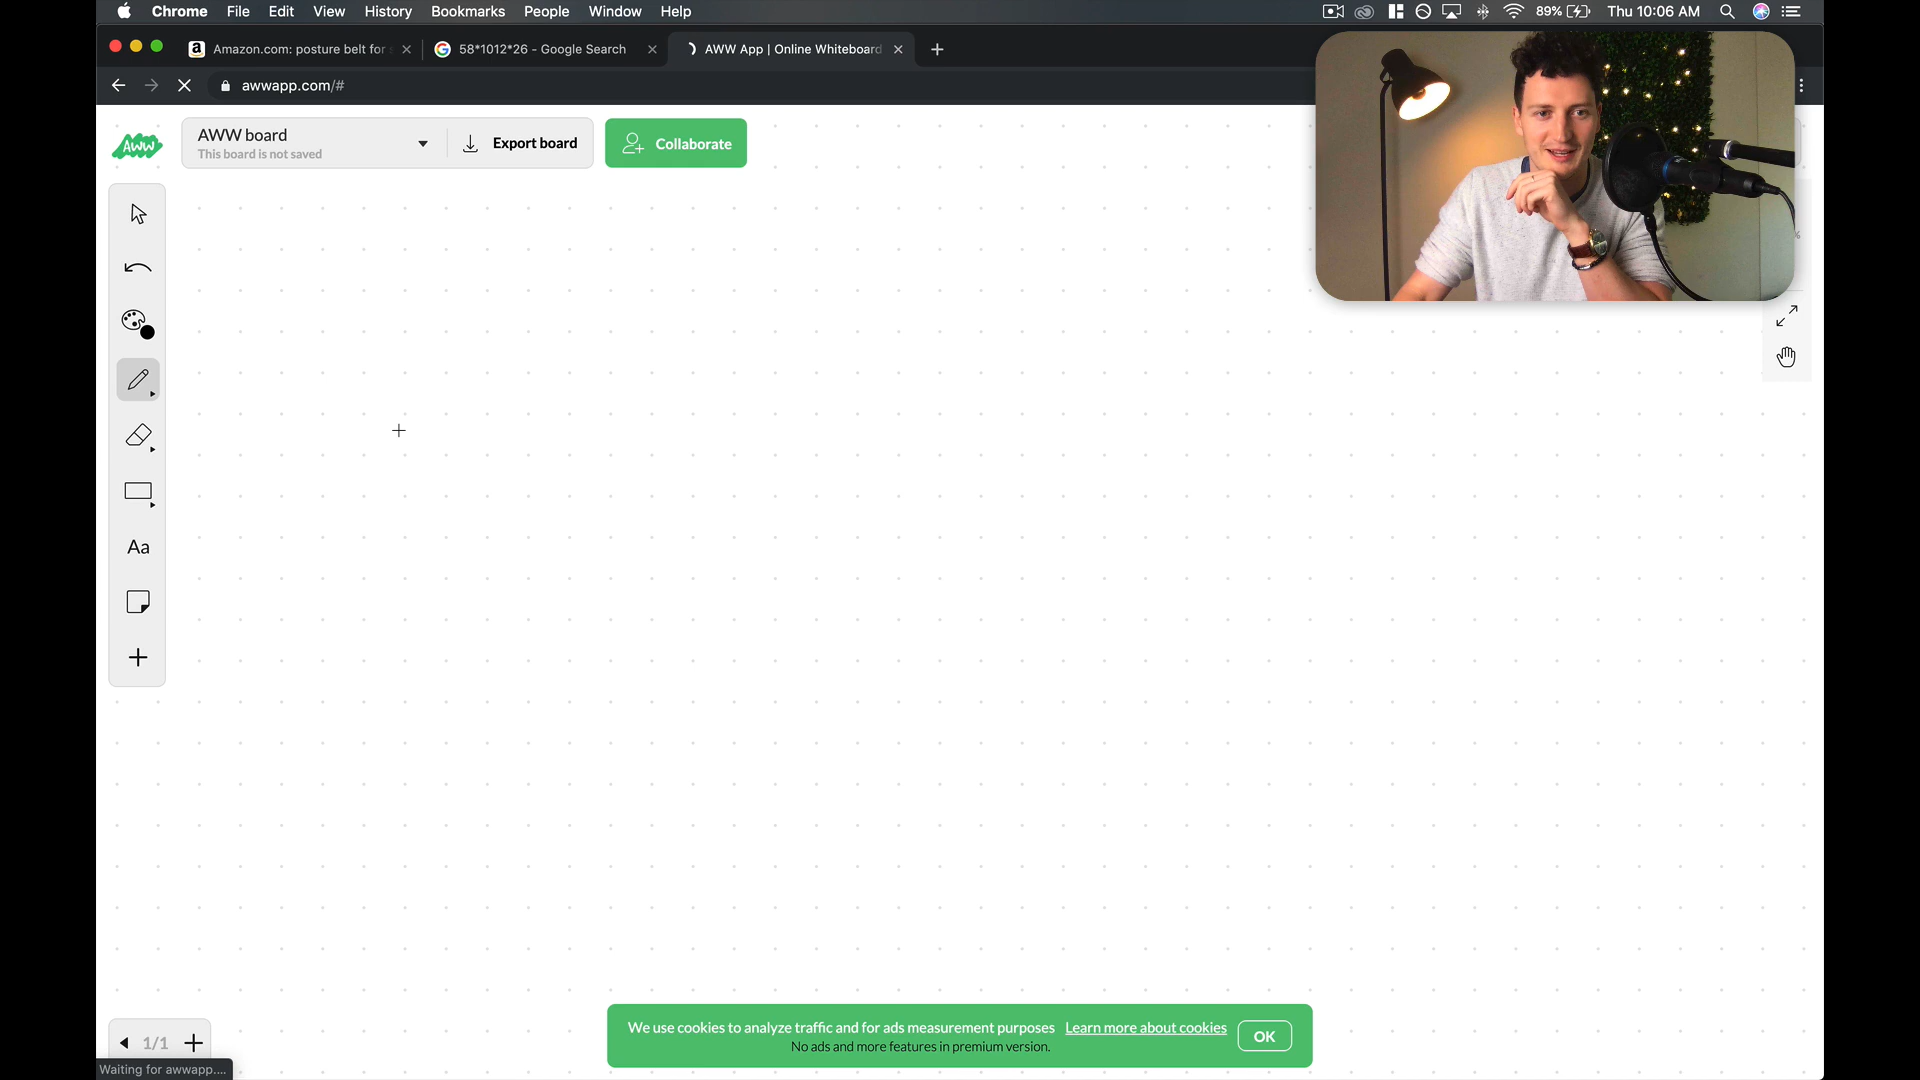 Chrome File Edit View History Bookmarks People Window Help 89% Thu 10:06 AM
Amazon.com: posture belt for
58*1012*26 - Google Search
AWW App | Online Whiteboard
awwapp.com/#
AWW
AWW board
This board is not saved
Export board
Collaborate
Aa
We use cookies to analyze traffic and for ads measurement purposes Learn more about cookies
No ads and more features in premium version.
OK
1/1
Waiting for awwapp....